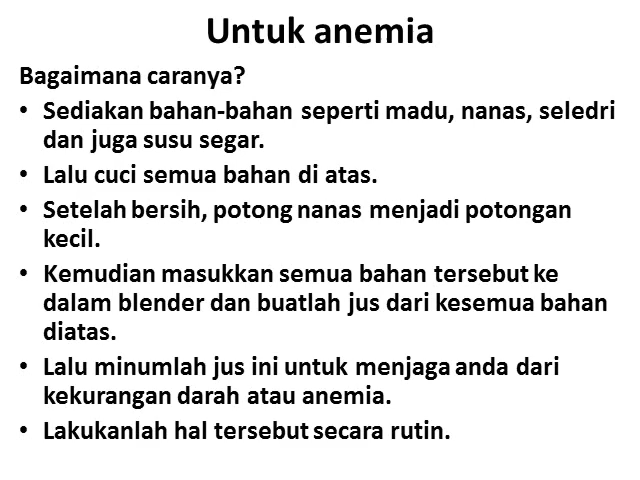 Untuk anemia
Bagaimana caranya?
• Sediakan bahan-bahan seperti madu, nanas, seledri
dan juga susu segar.
• Lalu cuci semua bahan di atas.
• Setelah bersih, potong nanas menjadi potongan
kecil.
• Kemudian masukkan semua bahan tersebut ke
dalam blender dan buatlah jus dari kesemua bahan
diatas.
• Lalu minumlah jus ini untuk menjaga anda dari
kekurangan darah atau anemia.
• Lakukanlah hal tersebut secara rutin.